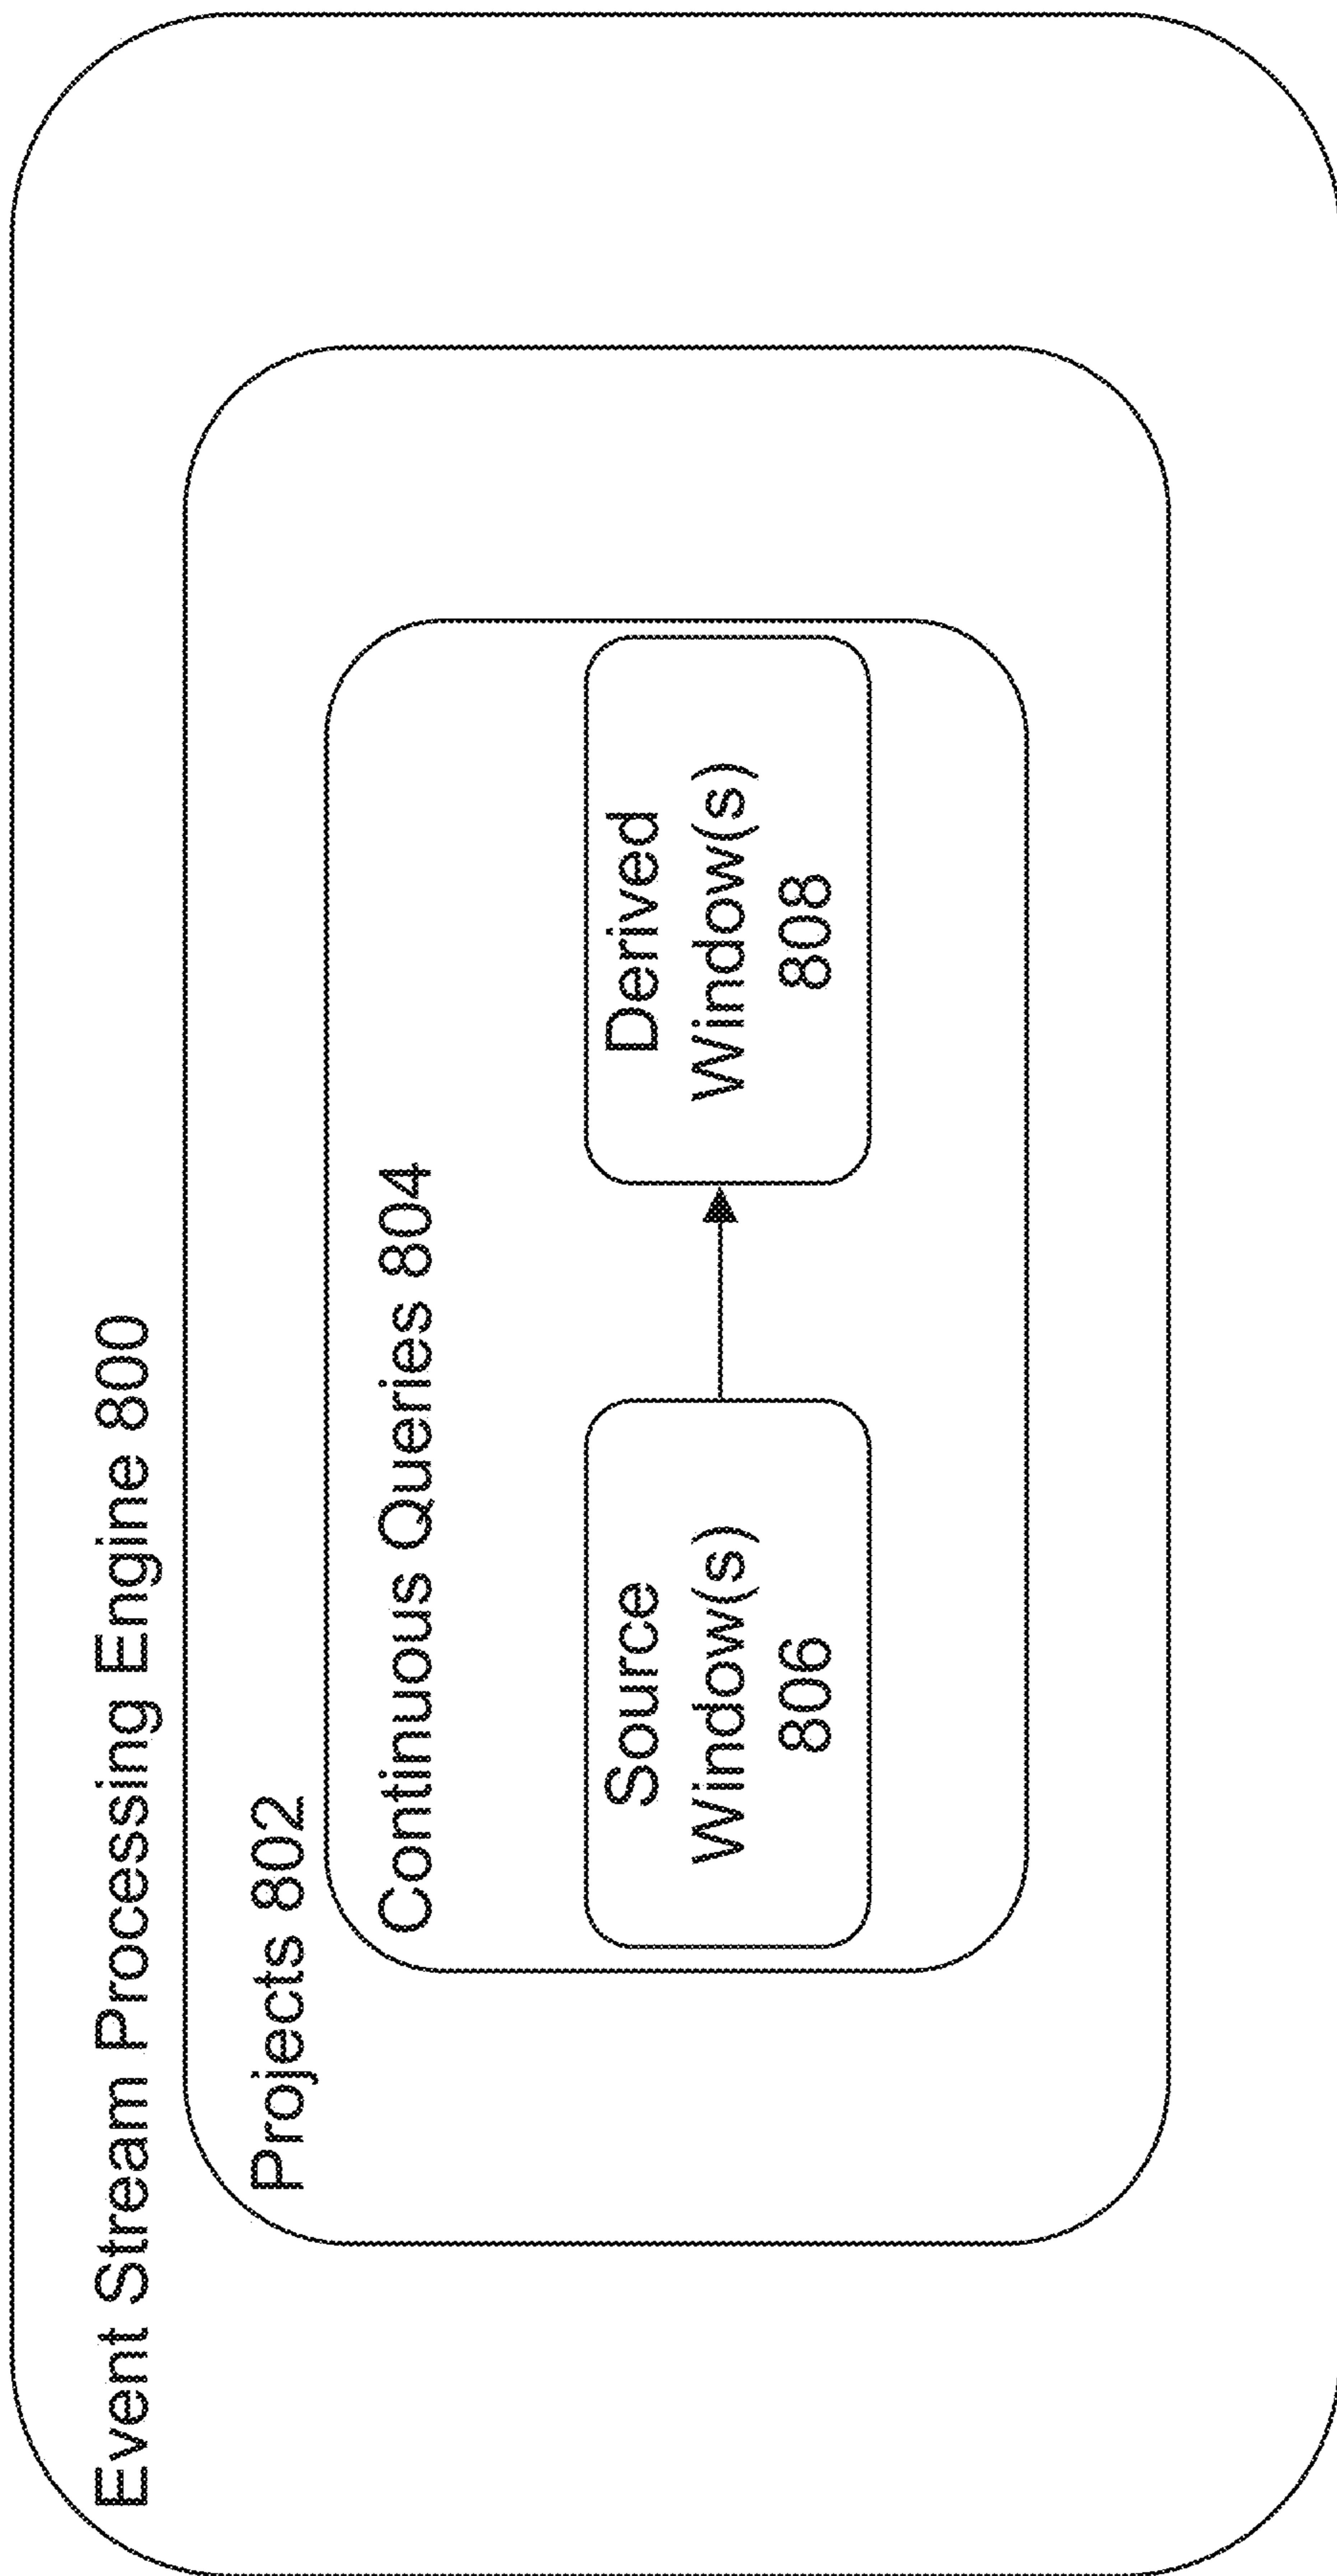 Event Stream Processing Engine 800
Projects 802
Continuous Queries 804
Source
Window(s)
806
Derived
Window(s)
808